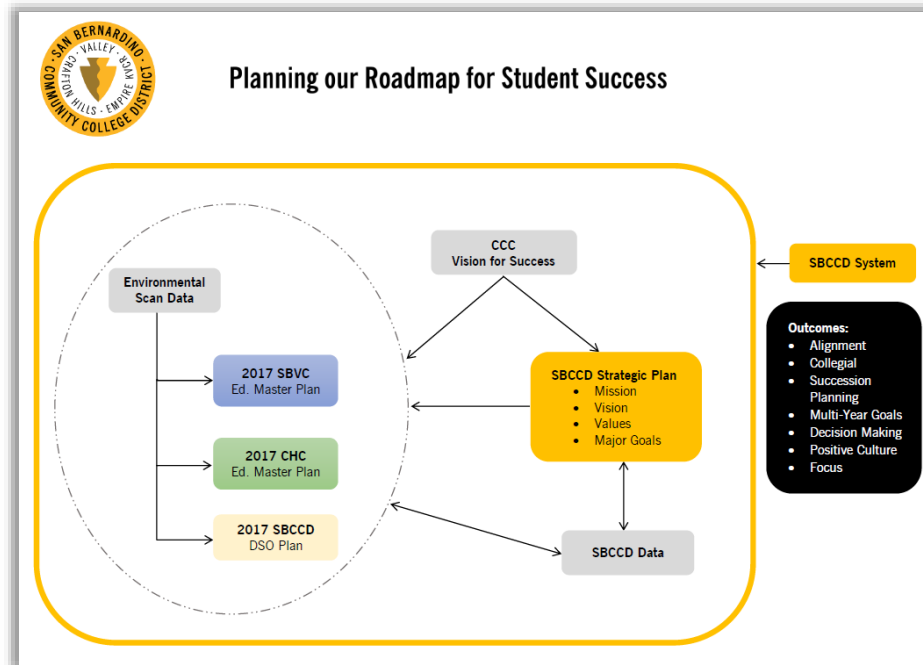 SAN BERNARDINO
COMMUNITY COLLEGE DISTRICT
CRAFTON HILLS · VALLEY · EMPIRE KVCR
Planning our Roadmap for Student Success
CCC
Vision for Success
SBCCD System
Environmental
Scan Data
Outcomes:
• Alignment
• Collegial
• Succession
Planning
• Multi-Year Goals
• Decision Making
• Positive Culture
• Focus
2017 SBVC
Ed. Master Plan
SBCCD Strategic Plan
• Mission
• Vision
• Values
• Major Goals
2017 CHC
Ed. Master Plan
2017 SBCCD
DSO Plan
SBCCD Data